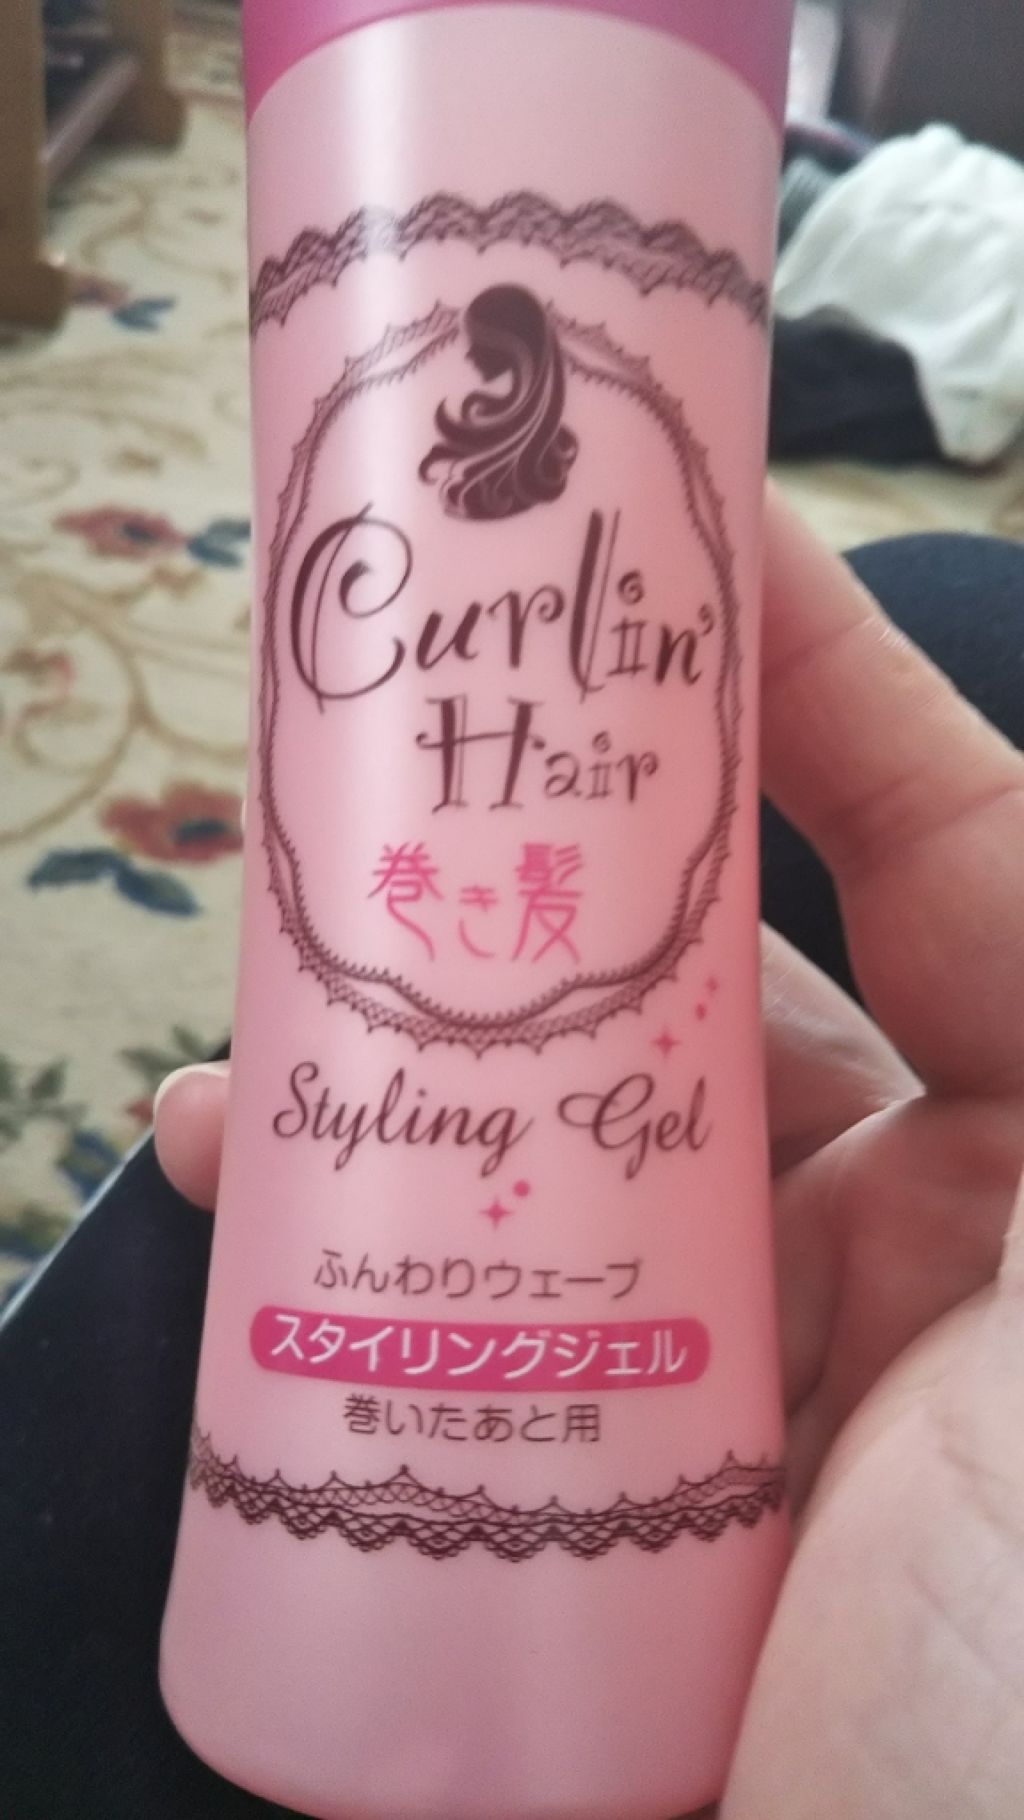 Curlin'
Hair
巻き髪
Styling Gel
ふんわりウェーブ
スタイリングジェル
巻いたあと用